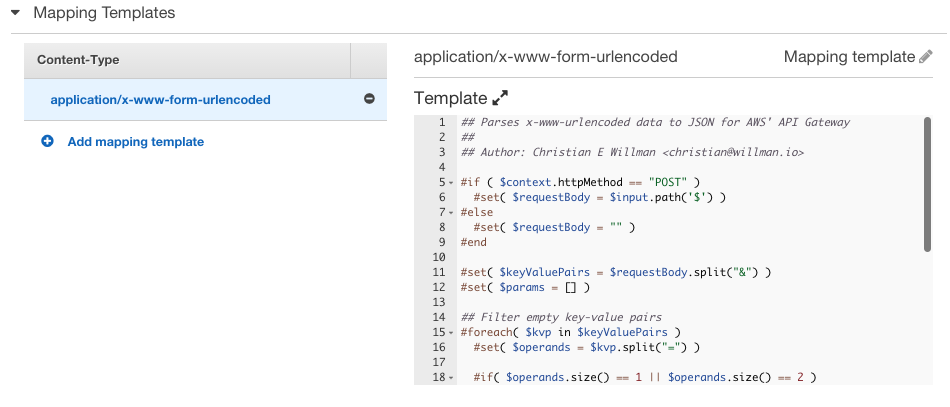 Mapping Templates
Content-Type
application/x-www-form-urlencoded
Add mapping template
application/x-www-form-urlencoded
Mapping template
Template
1 ## Parses x-www-urlencoded data to JSON for AWS' API Gateway
2 ##
3 ## Author: Christian E Willman <christian@willman.io>
4
5 #if ( $context.httpMethod == "POST" )
6 #set( $requestBody = $input.path('$') )
7 #else
8 #set( $requestBody = "" )
9 #end
10
11 #set( $keyValuePairs = $requestBody.split("&") )
12 #set( $params = [] )
13
14 ## Filter empty key-value pairs
15 #foreach( $kvp in $keyValuePairs )
16 #set( $operands = $kvp.split("=") )
17
18 #if( $operands.size() == 1 || $operands.size() == 2 )